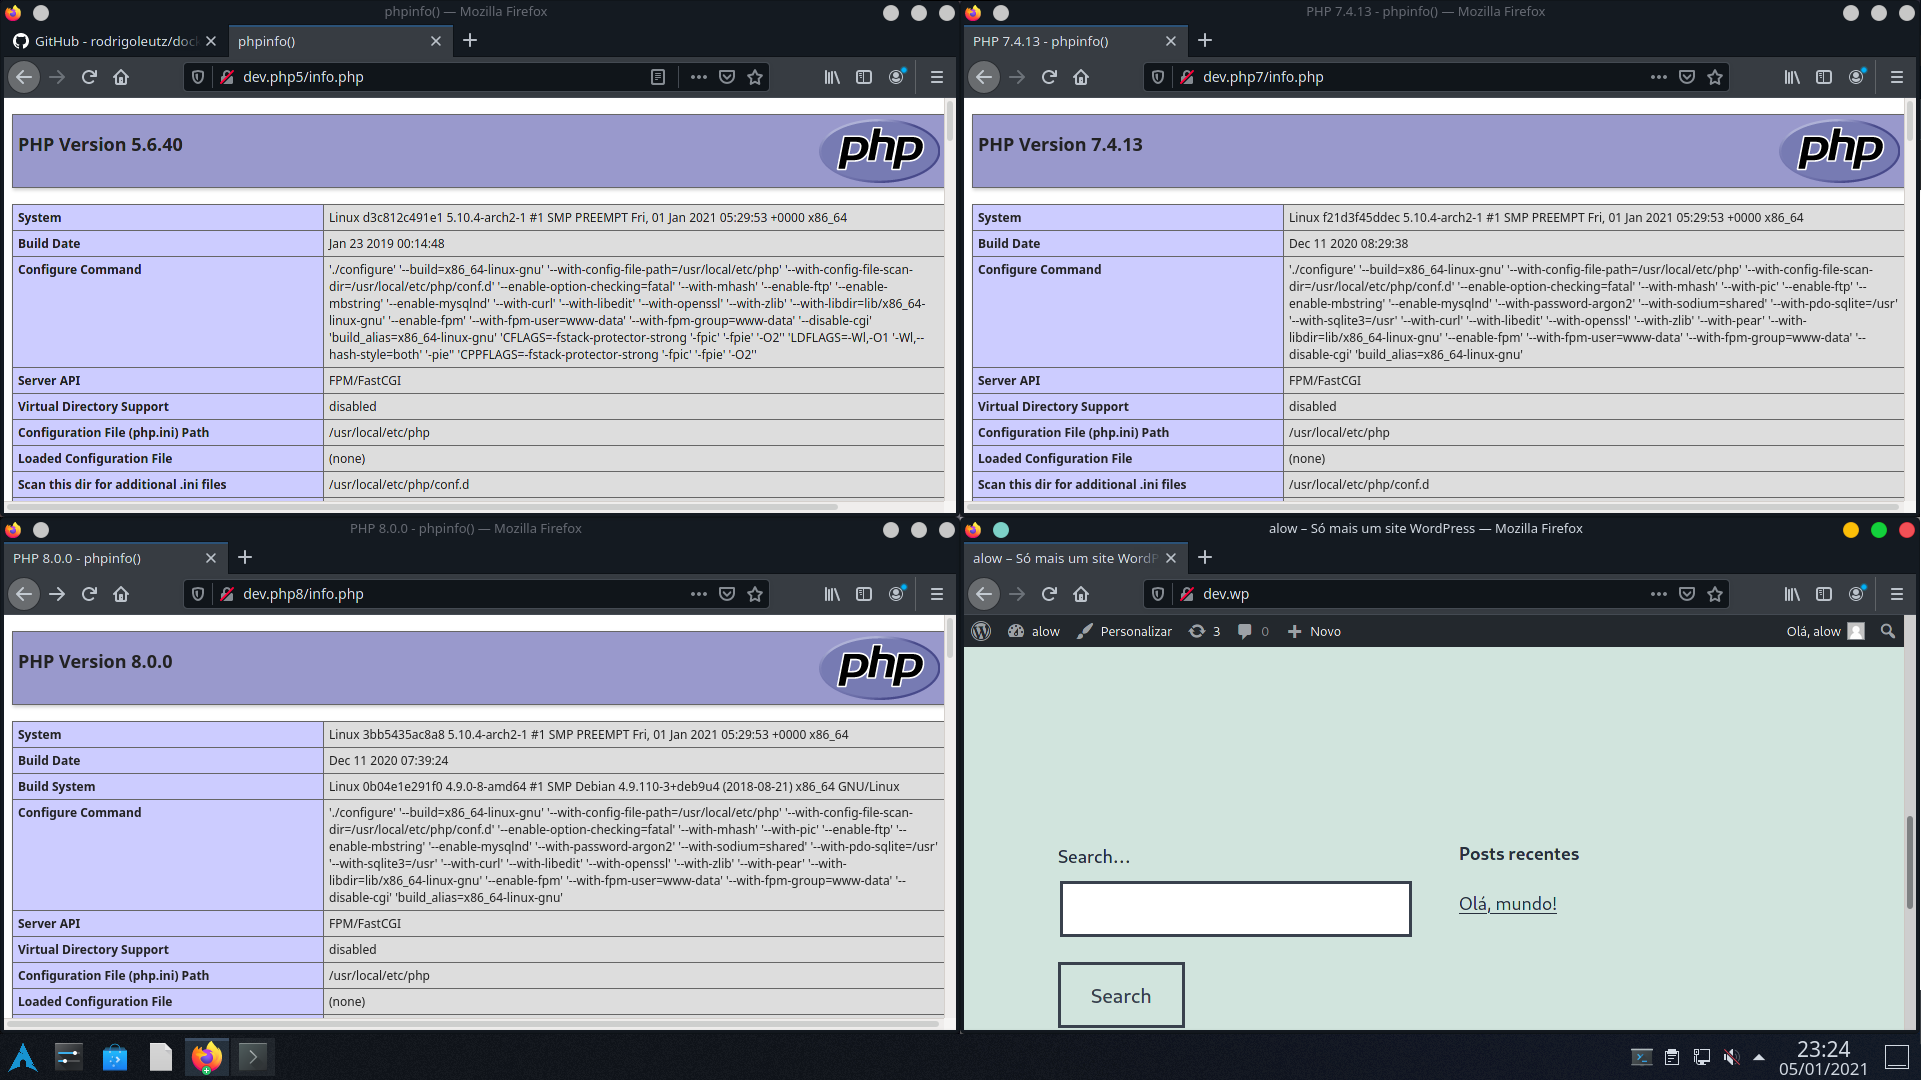 phpinfo() — Mozilla Firefox
GitHub - rodrigoleutz/doc
phpinfo()
dev.php5/info.php
PHP Version 5.6.40
php
System
Linux d3c812c491e1 5.10.4-arch2-1 #1 SMP PREEMPT Fri, 01 Jan 2021 05:29:53 +0000 x86_64
Build Date
Jan 23 2019 00:14:48
Configure Command
'./configure' '--build=x86_64-linux-gnu' '--with-config-file-path=/usr/local/etc/php' '--with-config-file-scan-
dir=/usr/local/etc/php/conf.d' '--enable-option-checking=fatal' '--with-mhash' '--enable-ftp' '--enable-
mbstring' '--enable-mysqlnd' '--with-curl' '--with-libedit' '--with-openssl' '--with-zlib' '--with-libdir=lib/x86_64-
linux-gnu' '--enable-fpm' '--with-fpm-user=www-data' '--with-fpm-group=www-data' '--disable-cgi'
'build_alias=x86_64-linux-gnu' 'CFLAGS=-fstack-protector-strong '-fpic' '-fpie' '-O2'' 'LDFLAGS=-Wl,-O1 '-Wl,--
hash-style=both' '-pie'' 'CPPFLAGS=-fstack-protector-strong '-fpic' '-fpie' '-O2''
Server API
FPM/FastCGI
Virtual Directory Support
disabled
Configuration File (php.ini) Path
/usr/local/etc/php
Loaded Configuration File
(none)
Scan this dir for additional .ini files
/usr/local/etc/php/conf.d
PHP 7.4.13 - phpinfo() — Mozilla Firefox
PHP 7.4.13 - phpinfo()
dev.php7/info.php
PHP Version 7.4.13
php
System
Linux f21d3f45ddec 5.10.4-arch2-1 #1 SMP PREEMPT Fri, 01 Jan 2021 05:29:53 +0000 x86_64
Build Date
Dec 11 2020 08:29:38
Configure Command
'./configure' '--build=x86_64-linux-gnu' '--with-config-file-path=/usr/local/etc/php' '--with-config-file-scan-
dir=/usr/local/etc/php/conf.d' '--enable-option-checking=fatal' '--with-mhash' '--with-pic' '--enable-ftp' '--
enable-mbstring' '--enable-mysqlnd' '--with-password-argon2' '--with-sodium=shared' '--with-pdo-sqlite=/usr'
'--with-sqlite3=/usr' '--with-curl' '--with-libedit' '--with-openssl' '--with-zlib' '--with-pear' '--with-
libdir=lib/x86_64-linux-gnu' '--enable-fpm' '--with-fpm-user=www-data' '--with-fpm-group=www-data' '--
disable-cgi' 'build_alias=x86_64-linux-gnu'
Server API
FPM/FastCGI
Virtual Directory Support
disabled
Configuration File (php.ini) Path
/usr/local/etc/php
Loaded Configuration File
(none)
Scan this dir for additional .ini files
/usr/local/etc/php/conf.d
PHP 8.0.0 - phpinfo() — Mozilla Firefox
PHP 8.0.0 - phpinfo()
dev.php8/info.php
PHP Version 8.0.0
php
System
Linux 3bb5435ac8a8 5.10.4-arch2-1 #1 SMP PREEMPT Fri, 01 Jan 2021 05:29:53 +0000 x86_64
Build Date
Dec 11 2020 07:39:24
Build System
Linux 0b04e1e291f0 4.9.0-8-amd64 #1 SMP Debian 4.9.110-3+deb9u4 (2018-08-21) x86_64 GNU/Linux
Configure Command
'./configure' '--build=x86_64-linux-gnu' '--with-config-file-path=/usr/local/etc/php' '--with-config-file-scan-
dir=/usr/local/etc/php/conf.d' '--enable-option-checking=fatal' '--with-mhash' '--with-pic' '--enable-ftp' '--
enable-mbstring' '--enable-mysqlnd' '--with-password-argon2' '--with-sodium=shared' '--with-pdo-sqlite=/usr'
'--with-sqlite3=/usr' '--with-curl' '--with-libedit' '--with-openssl' '--with-zlib' '--with-pear' '--with-
libdir=lib/x86_64-linux-gnu' '--enable-fpm' '--with-fpm-user=www-data' '--with-fpm-group=www-data' '--
disable-cgi' 'build_alias=x86_64-linux-gnu'
Server API
FPM/FastCGI
Virtual Directory Support
disabled
Configuration File (php.ini) Path
/usr/local/etc/php
Loaded Configuration File
(none)
alow – Só mais um site WordPress — Mozilla Firefox
alow – Só mais um site WordP
dev.wp
alow
Personalizar
3
0
Novo
Olá, alow
Search…
Search
Posts recentes
Olá, mundo!
23:24
05/01/2021